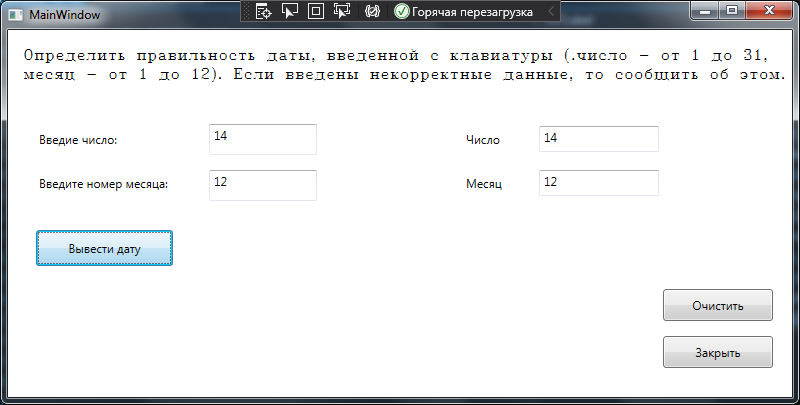 MainWindow
Горячая перезагрузка
Определить правильность даты, введенной с клавиатуры (.число - от 1 до 31,
месяц - от 1 до 12). Если введены некорректные данные, то сообщить об этом.
Введие число:
14
Число
14
Введите номер месяца:
12
Месяц
12
Вывести дату
Очистить
Закрыть